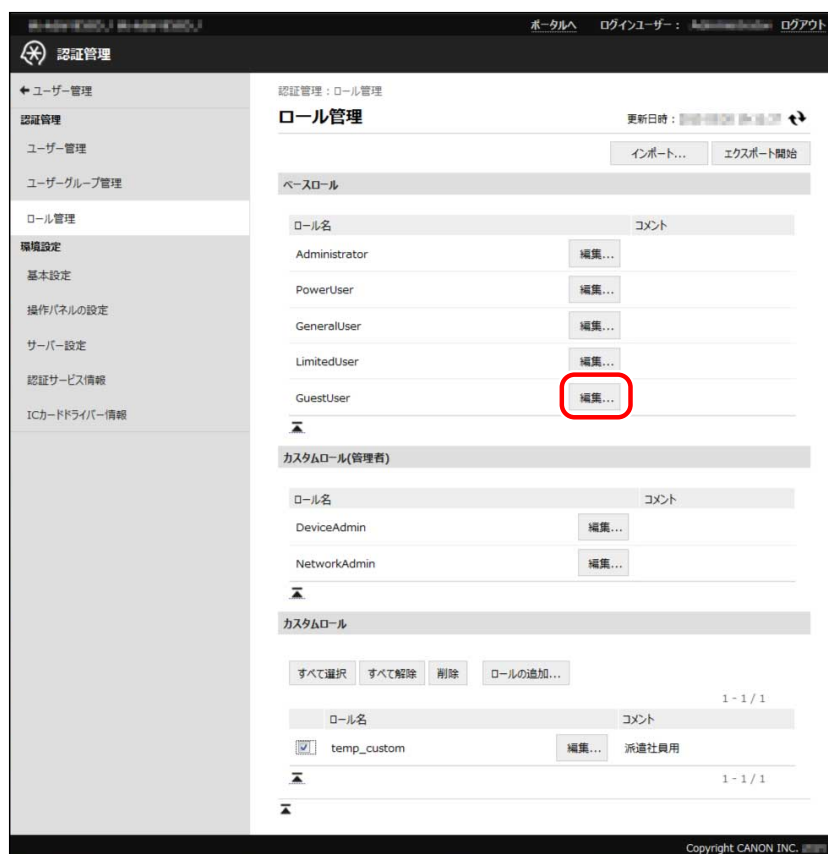 ポータルへ ログインユーザー： ログアウト
認証管理
ユーザー管理
認証管理
ユーザー管理
ユーザーグループ管理
ロール管理
環境設定
基本設定
操作パネルの設定
サーバー設定
認証サービス情報
ICカードドライバー情報
認証管理 : ロール管理
ロール管理
更新日時 :
インポート... エクスポート開始
ベースロール
ロール名 コメント
Administrator 編集...
PowerUser 編集...
GeneralUser 編集...
LimitedUser 編集...
GuestUser 編集...
カスタムロール(管理者)
ロール名 コメント
DeviceAdmin 編集...
NetworkAdmin 編集...
カスタムロール
すべて選択 すべて解除 削除 ロールの追加...
1 - 1 / 1
ロール名 コメント
temp_custom 編集... 派遣社員用
1 - 1 / 1
Copyright CANON INC.